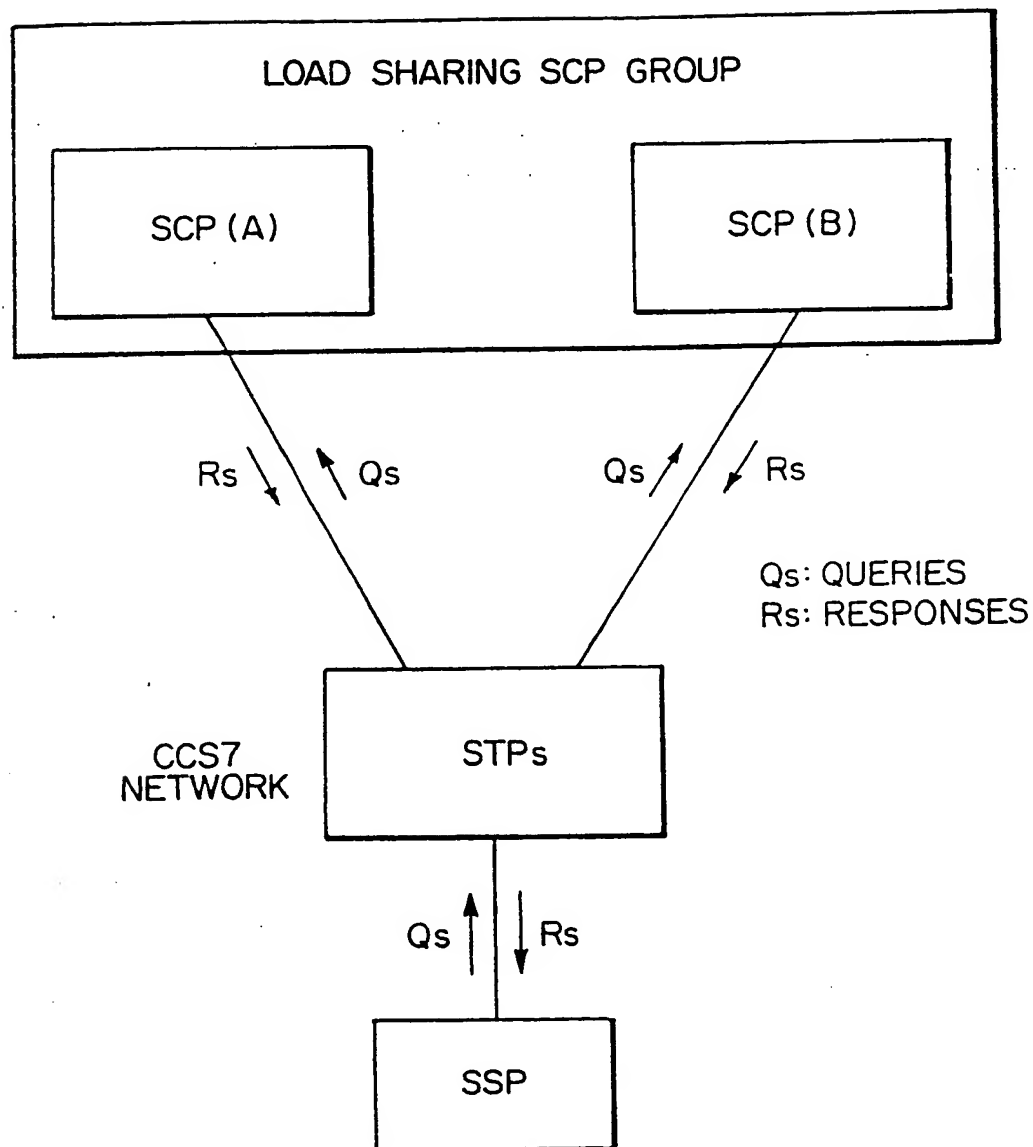 LOAD SHARING SCP GROUP
SCP (A)
SCP (B)
Rs
Qs
Qs
Rs
Qs: QUERIES
Rs: RESPONSES
CCS7
NETWORK
STPs
Qs
Rs
SSP